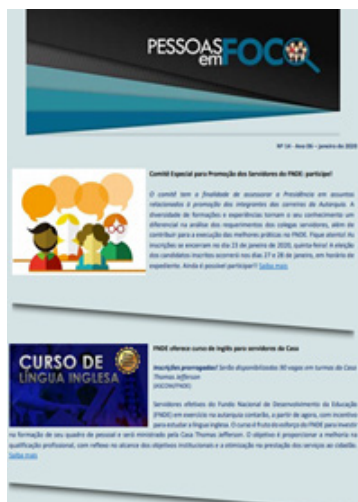 PESSOAS
em FOCO
Nº 14 - Ano 06 – janeiro de 2020
Comitê Especial para Promoção dos Servidores do FNDE: participe!
O comitê tem a finalidade de assessorar a Presidência em assuntos
relacionados à promoção dos integrantes das carreiras da Autarquia. A
diversidade de formações e experiências tornam o seu conhecimento um
diferencial na análise dos requerimentos dos colegas servidores, além de
contribuir para a execução das melhores práticas no FNDE. Fique atento! As
inscrições se encerram no dia 23 de janeiro de 2020, quinta-feira! A eleição
dos candidatos inscritos ocorrerá nos dias 27 e 28 de janeiro, em horário de
expediente. Ainda é possível participar!!! Saiba mais
CURSO DE
LÍNGUA INGLESA
FNDE oferece curso de inglês para servidores da Casa
Inscrições prorrogadas! Serão disponibilizadas 90 vagas em turmas da Casa
Thomas Jefferson
(ASCOM/FNDE)
Servidores efetivos do Fundo Nacional de Desenvolvimento da Educação
(FNDE) em exercício na autarquia contarão, a partir de agora, com incentivo
para estudar a língua inglesa. O curso é fruto do esforço do FNDE para investir
na formação de seu quadro de pessoal e será ministrado pela Casa Thomas Jefferson. O objetivo é proporcionar a melhoria na
qualificação profissional, com reflexo no alcance dos objetivos institucionais e a otimização na prestação dos serviços ao cidadão.
Saiba mais